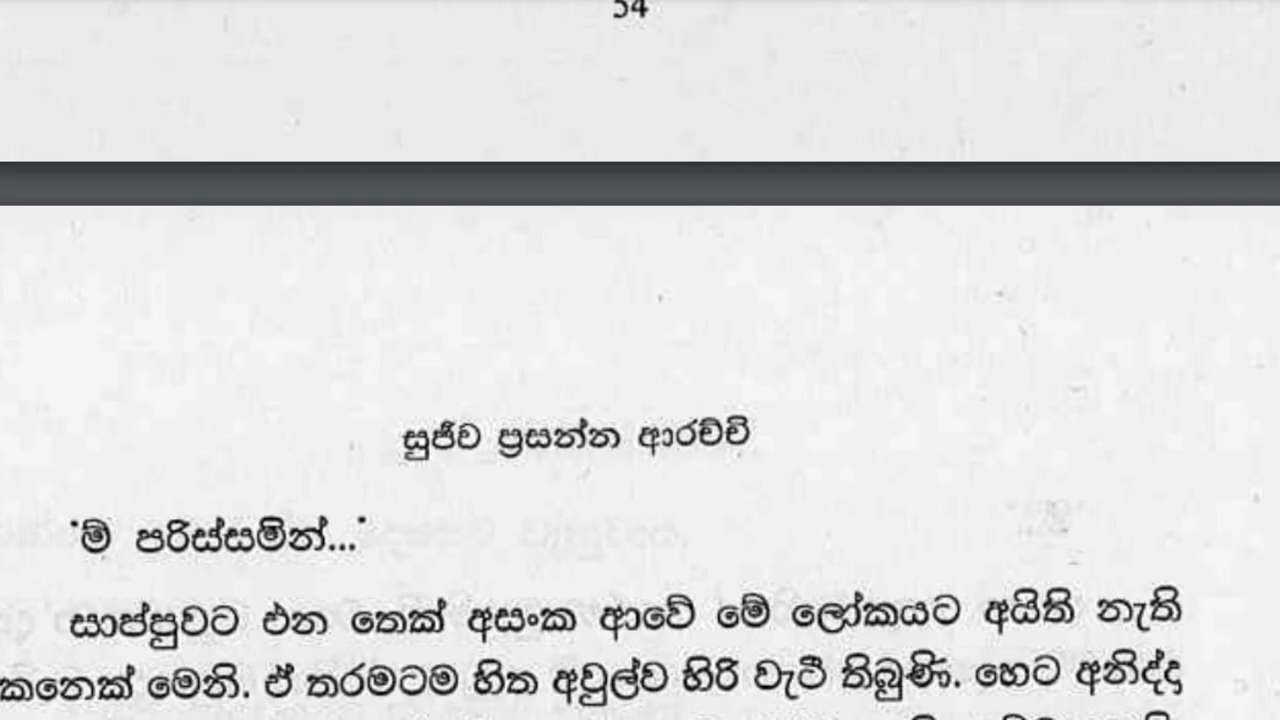 54
සුජීව ප්‍රසන්න ආරච්චි
'ම් පරිස්සමින්...'
සාප්පුවට එන තෙක් අසංක ආවේ මේ ලෝකයට අයිති නැති
කනෙක් මෙනි. ඒ තරමටම හිත අවුල්ව හිරි වැටී තිබුණි. හෙට අනිද්දා